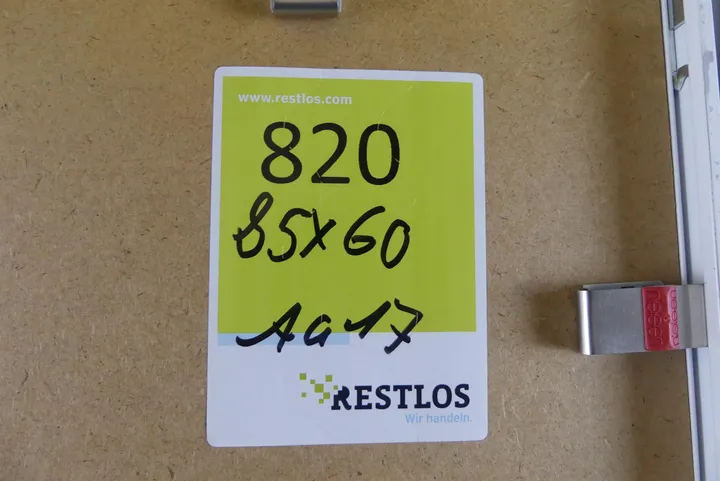 www.restlos.com
820
85x60
Aa17
RESTLOS
Wir handeln.